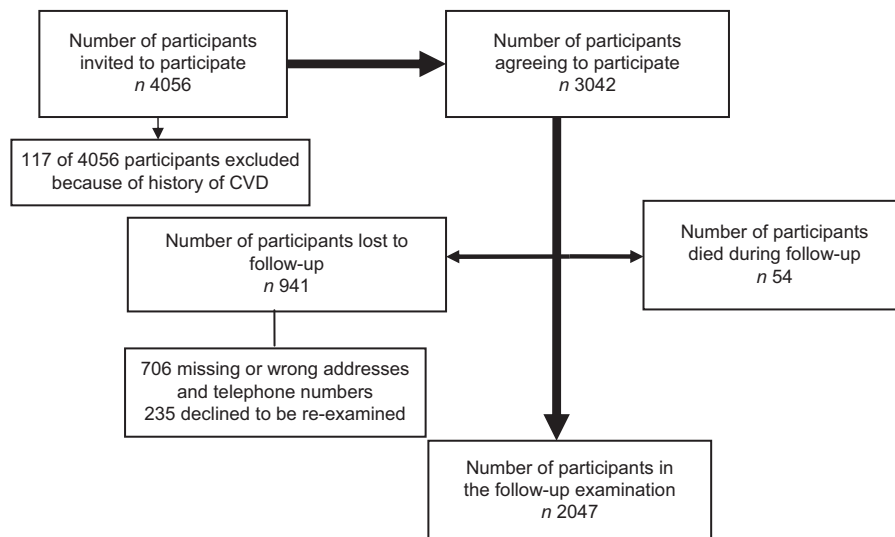 Number of participants
invited to participate
n 4056
Number of participants
agreeing to participate
n 3042
117 of 4056 participants excluded
because of history of CVD
Number of participants lost to
follow-up
n 941
Number of participants
died during follow-up
n 54
706 missing or wrong addresses
and telephone numbers
235 declined to be re-examined
Number of participants in
the follow-up examination
n 2047